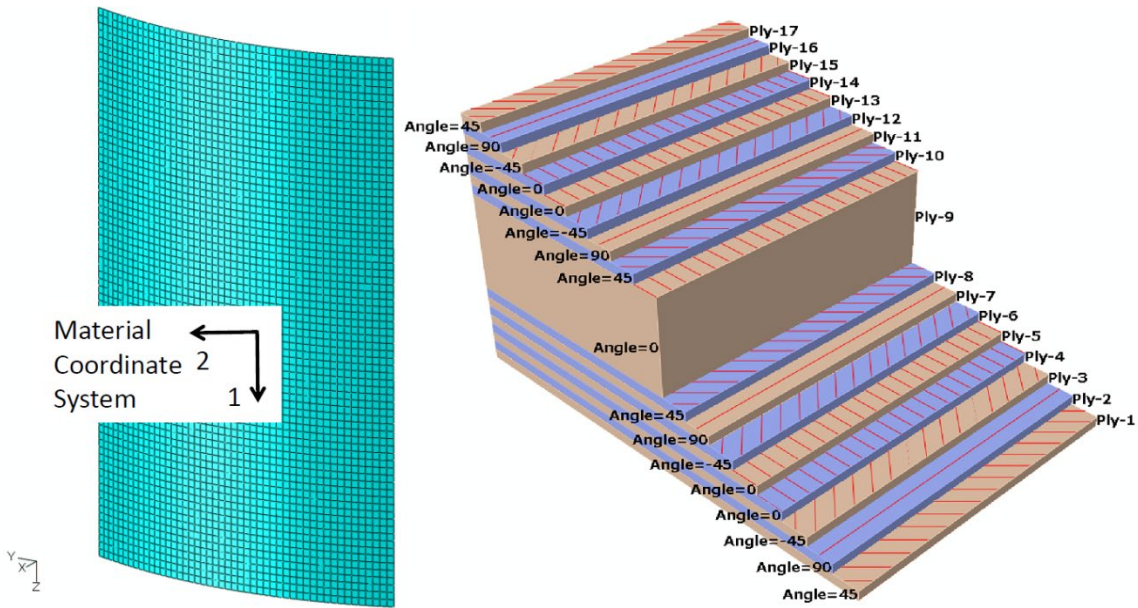 Material
Coordinate 2
System 1
Y
X
Z
Ply-17
Ply-16
Ply-15
Ply-14
Ply-13
Ply-12
Ply-11
Ply-10
Ply-9
Ply-8
Ply-7
Ply-6
Ply-5
Ply-4
Ply-3
Ply-2
Ply-1
Angle=45
Angle=90
Angle=-45
Angle=0
Angle=0
Angle=-45
Angle=90
Angle=45
Angle=0
Angle=45
Angle=90
Angle=-45
Angle=0
Angle=0
Angle=-45
Angle=90
Angle=45